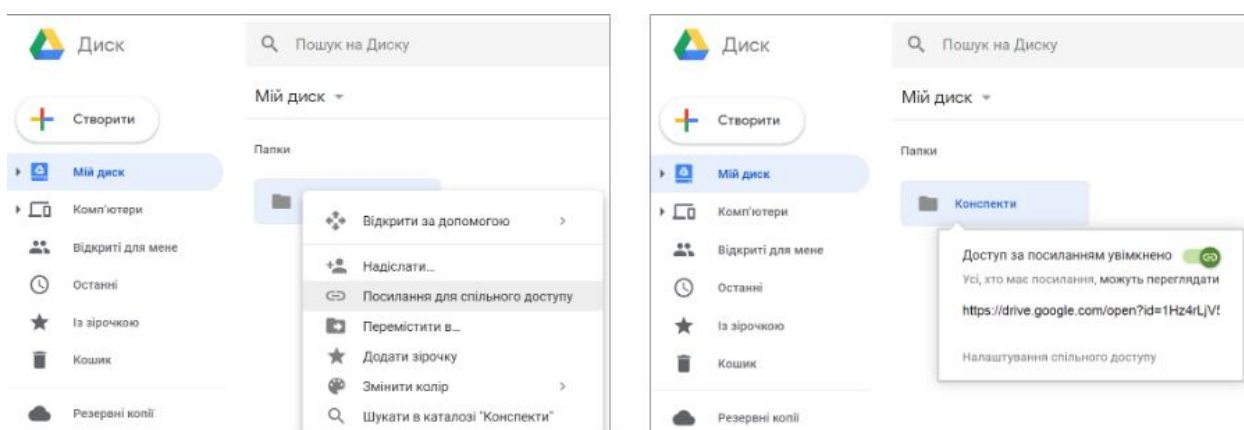 Диск
Пошук на Диску
Мій диск
Створити
Папки
Мій диск
Комп'ютери
Відкриті для мене
Останні
Із зірочкою
Кошик
Резервні копії
Відкрити за допомогою
Надіслати...
Посилання для спільного доступу
Перемістити в...
Додати зірочку
Змінити колір
Шукати в каталозі "Конспекти"
Диск
Пошук на Диску
Мій диск
Створити
Папки
Мій диск
Комп'ютери
Відкриті для мене
Останні
Із зірочкою
Кошик
Резервні копії
Конспекти
Доступ за посиланням увімкнено
Усі, хто має посилання, можуть переглядати
https://drive.google.com/open?id=1Hz4rLjV
Налаштування спільного доступу